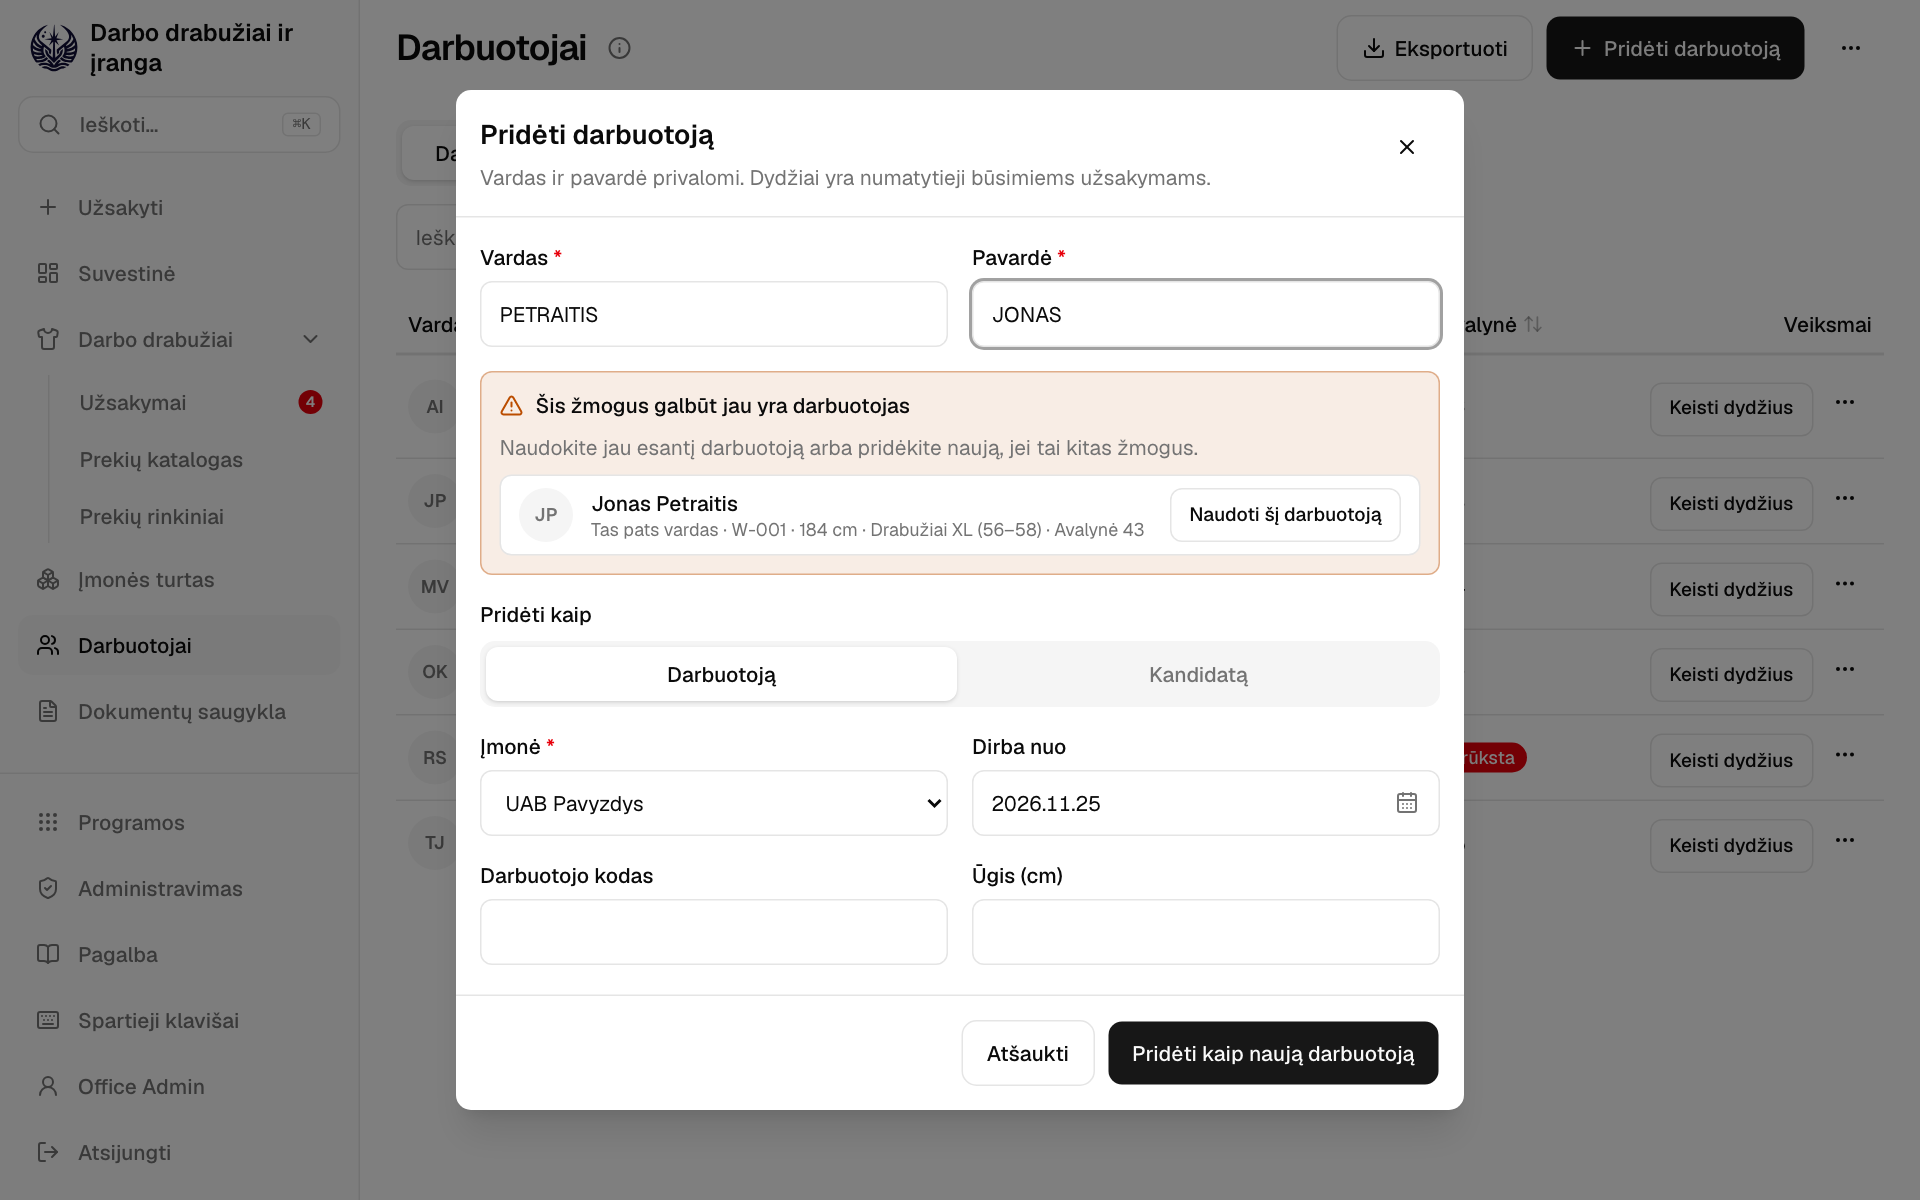 Darbo drabužiai ir
įranga
Ieškoti...
⌘K
Užsakyti
Suvestinė
Darbo drabužiai
Užsakymai
4
Prekių katalogas
Prekių rinkiniai
Įmonės turtas
Darbuotojai
Dokumentų saugykla
Programos
Administravimas
Pagalba
Spartieji klavišai
Office Admin
Atsijungti
Darbuotojai
Eksportuoti
Pridėti darbuotoją
Pridėti darbuotoją
Vardas ir pavardė privalomi. Dydžiai yra numatytieji būsimiems užsakymams.
Vardas *
Pavardė *
PETRAITIS
JONAS
Šis žmogus galbūt jau yra darbuotojas
Naudokite jau esantį darbuotoją arba pridėkite naują, jei tai kitas žmogus.
JP
Jonas Petraitis
Tas pats vardas · W-001 · 184 cm · Drabužiai XL (56–58) · Avalynė 43
Naudoti šį darbuotoją
Pridėti kaip
Darbuotoją
Kandidatą
Įmonė *
Dirba nuo
UAB Pavyzdys
2026.11.25
Darbuotojo kodas
Ūgis (cm)
Atšaukti
Pridėti kaip naują darbuotoją
Veiksmai
AI
Keisti dydžius
JP
Keisti dydžius
MV
Keisti dydžius
OK
Keisti dydžius
RS
Keisti dydžius
TJ
Keisti dydžius